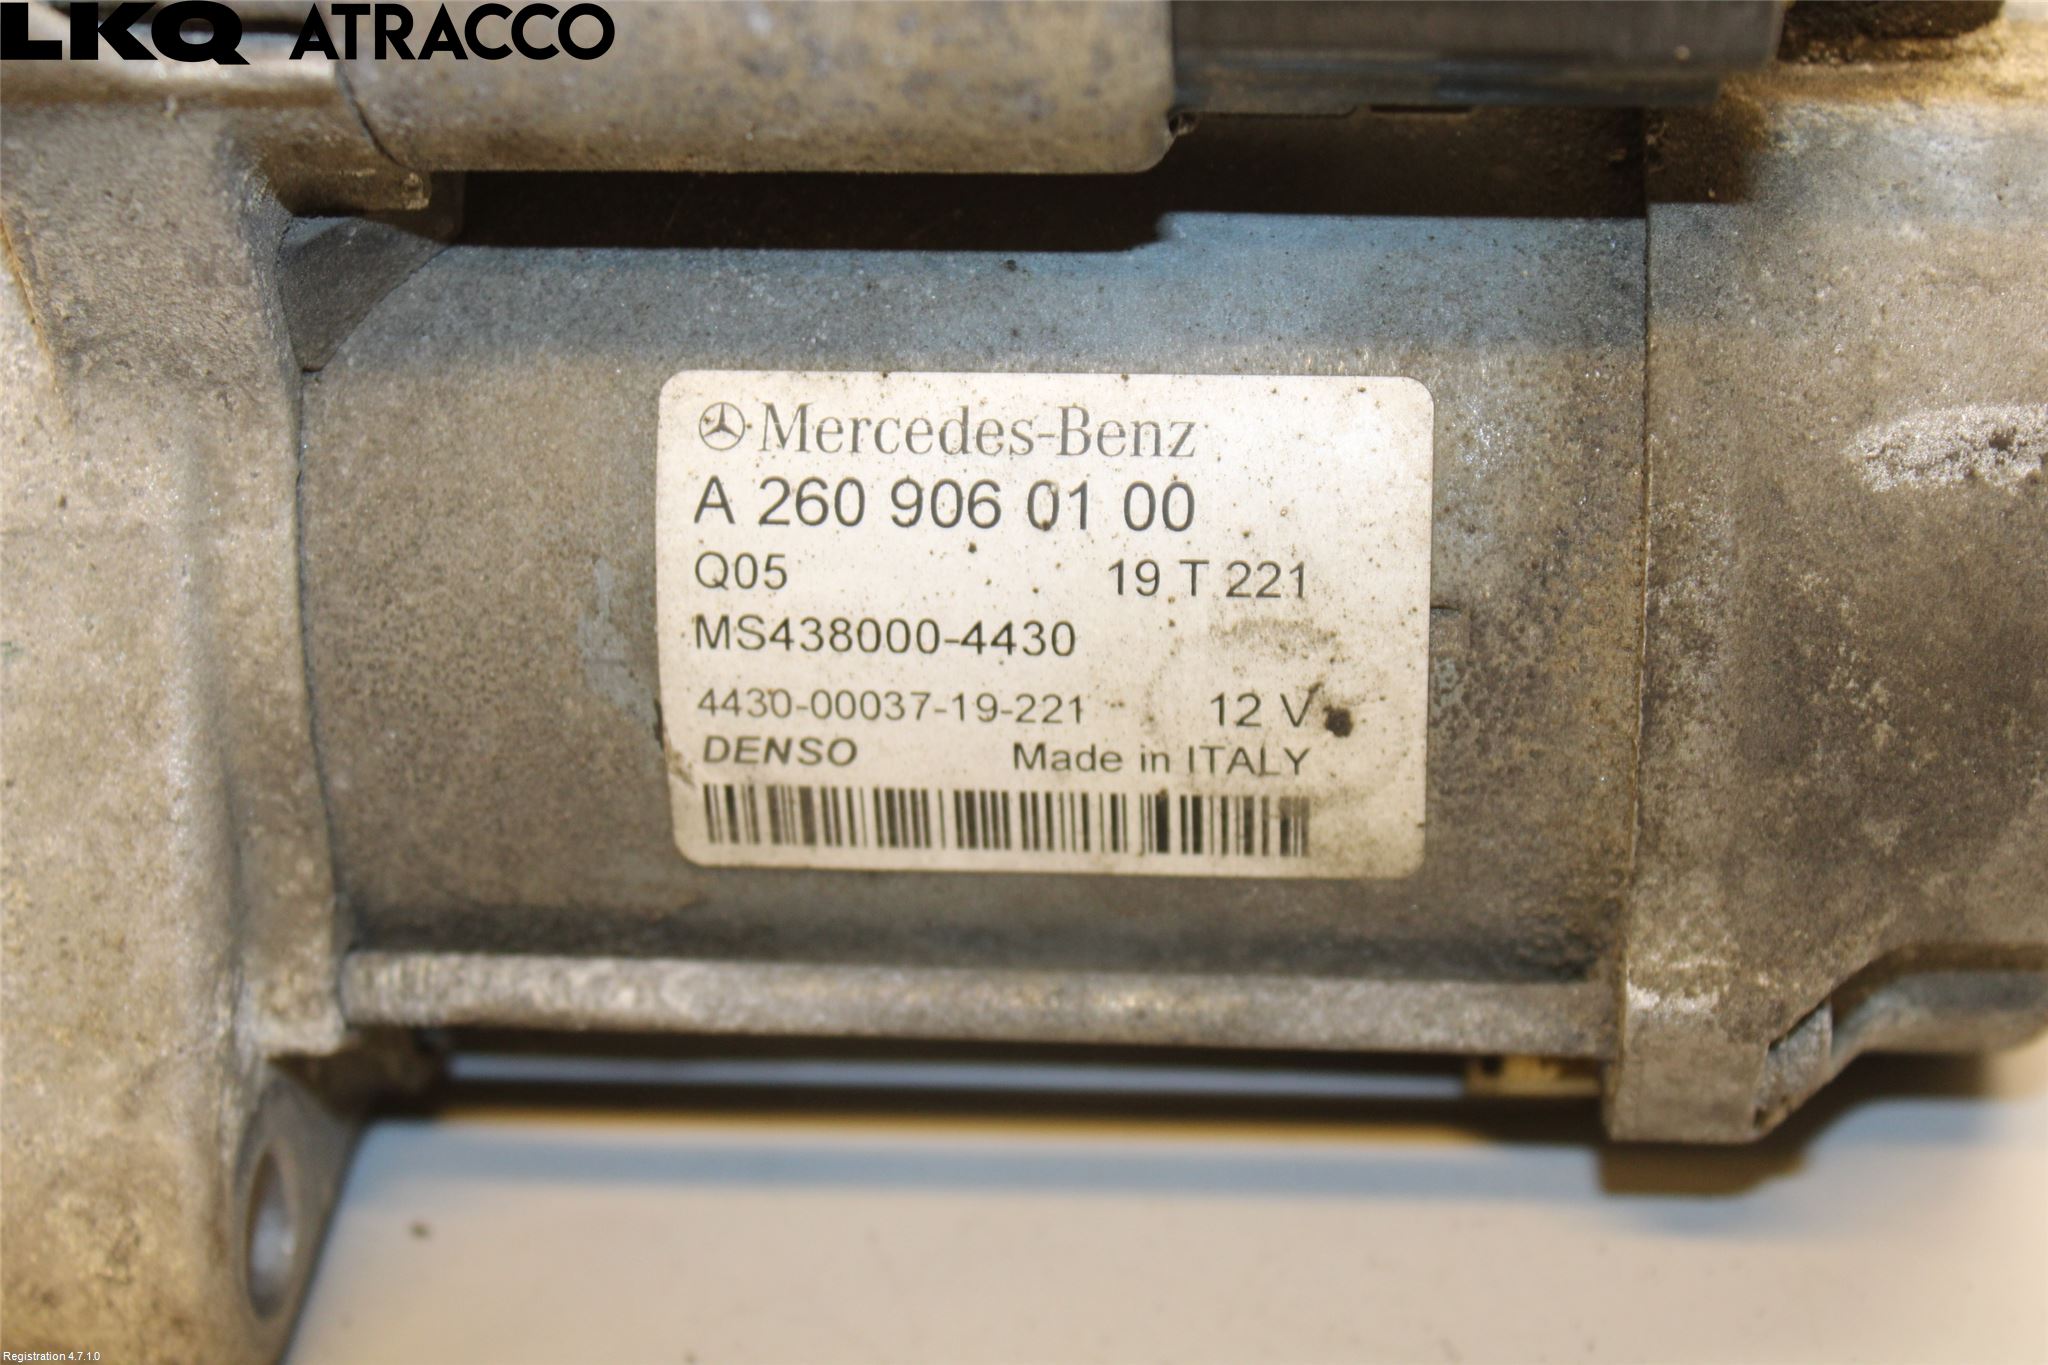 LKQ ATRACCO
Mercedes-Benz
A 260 906 01 00
Q05 19 T 221
MS438000-4430
4430-00037-19-221 12 V
DENSO Made in ITALY
Registration 4.7.1.0